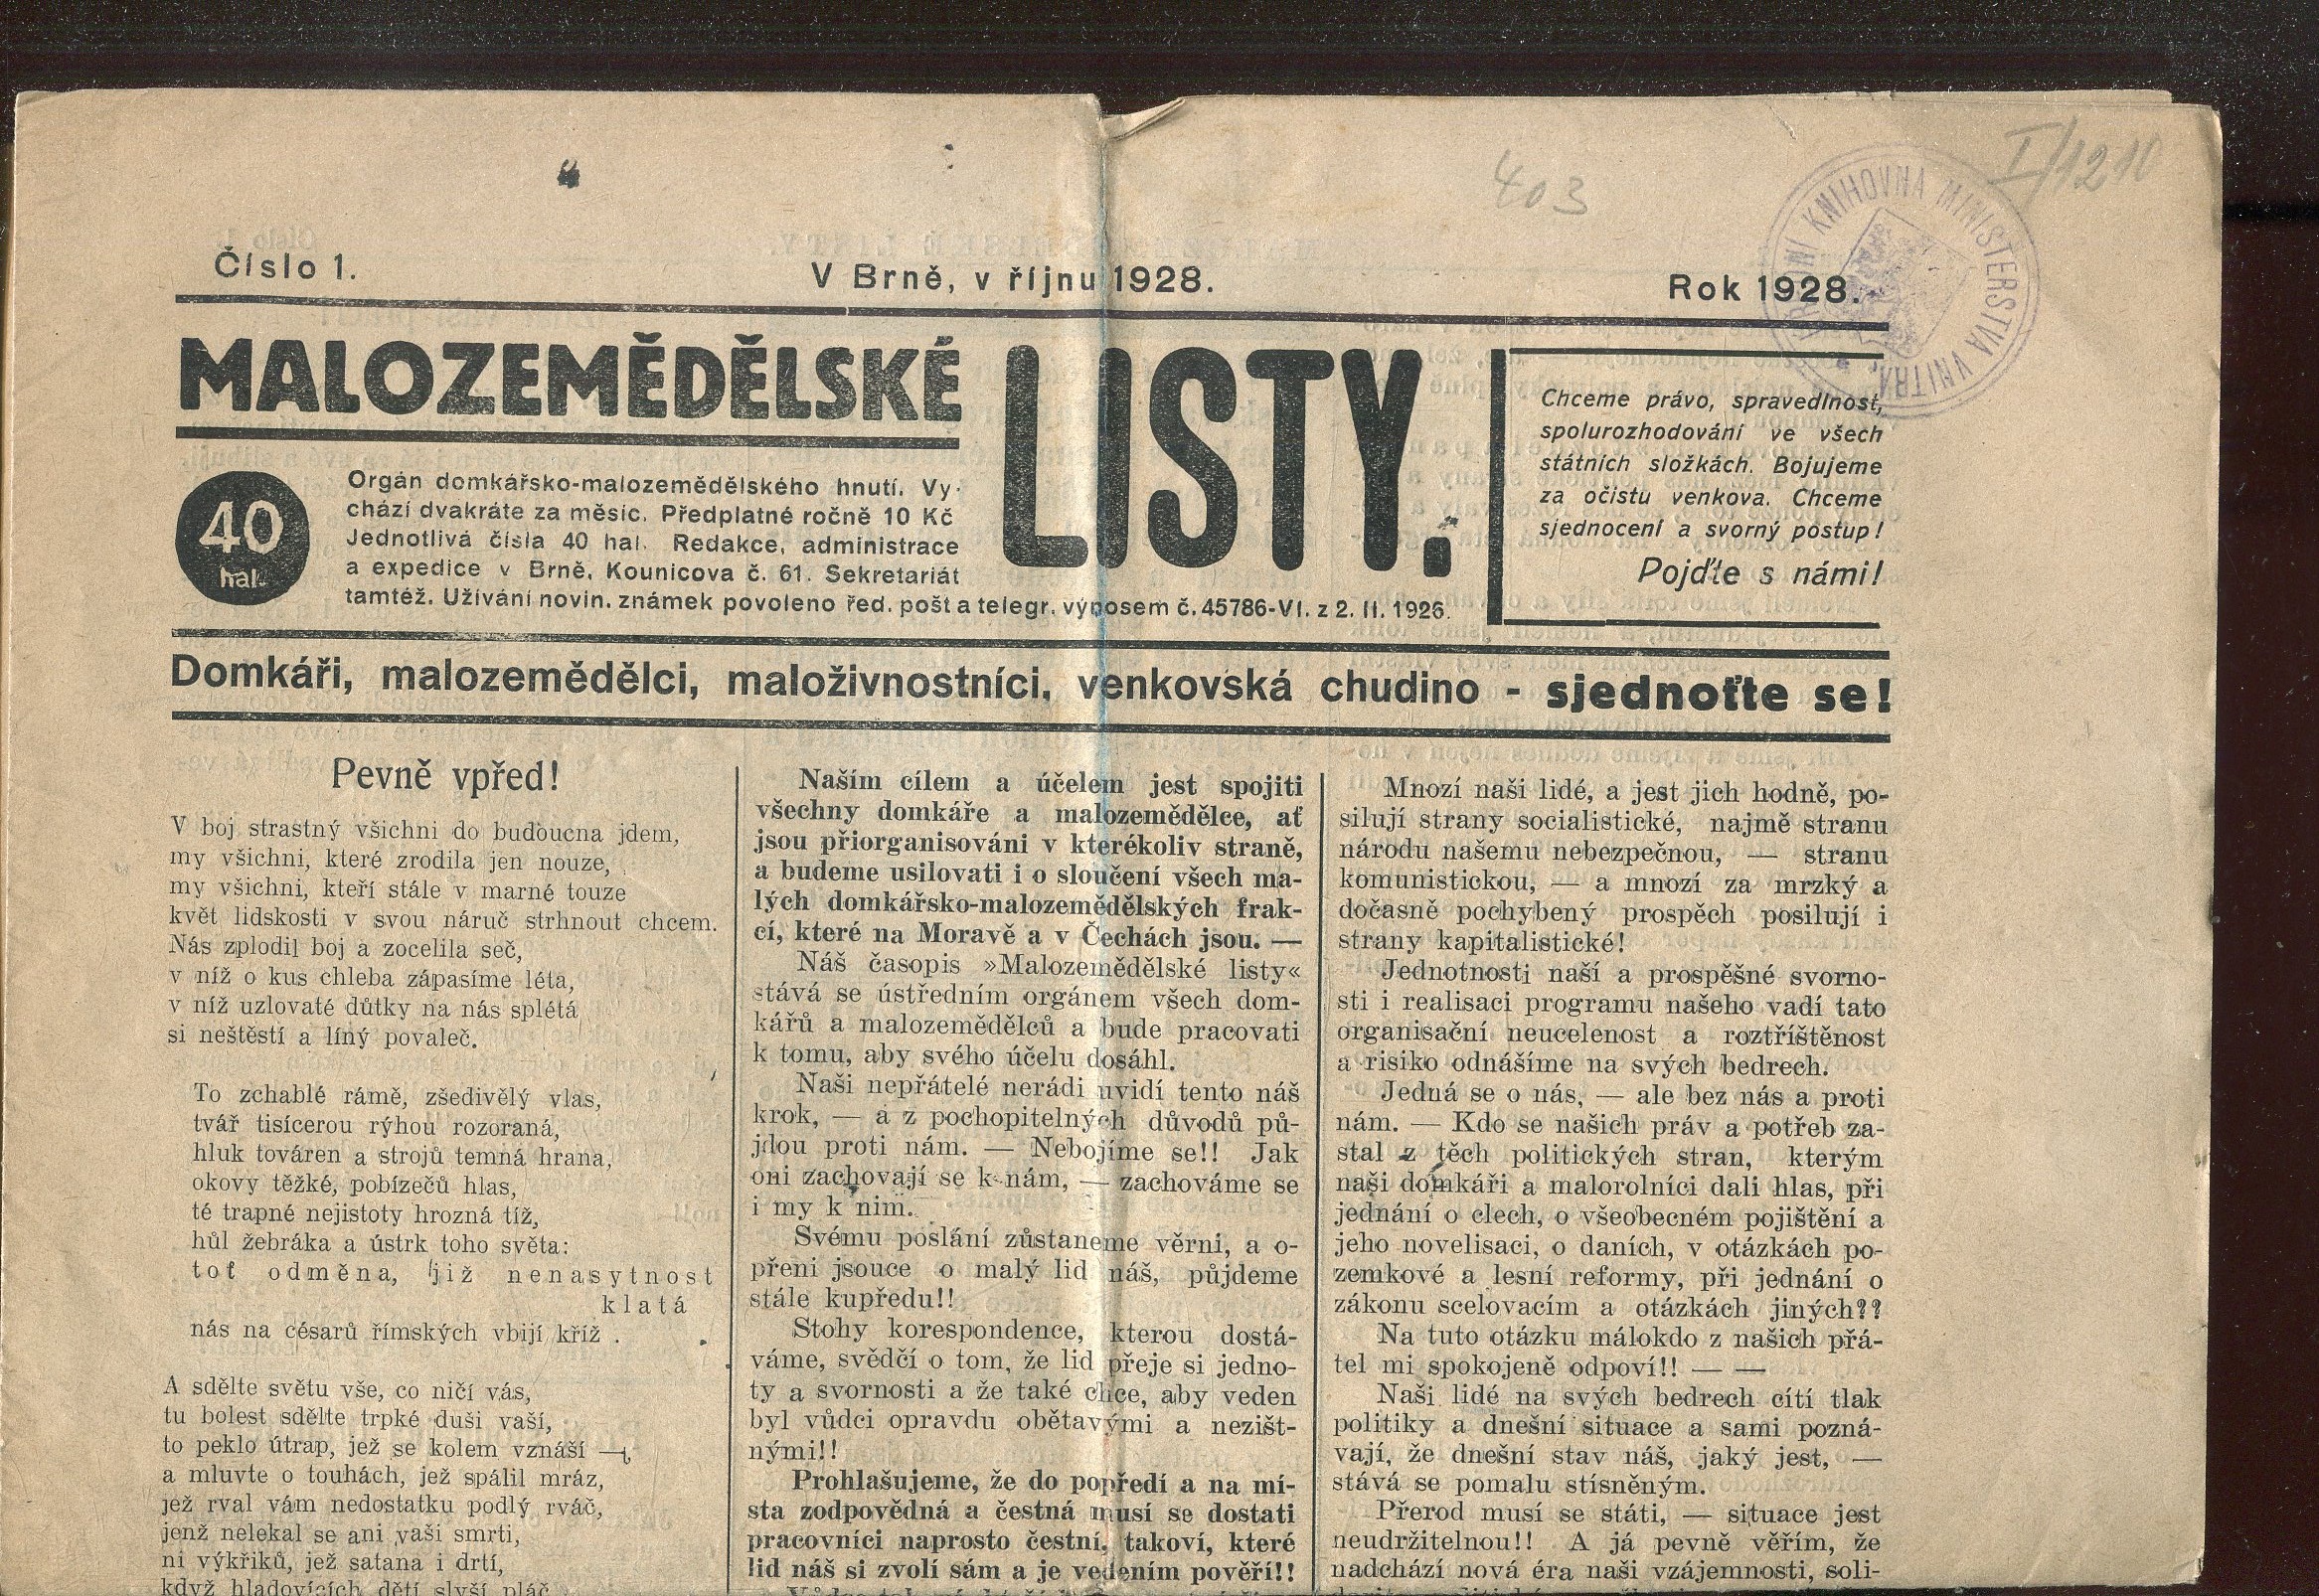 403
I/1210
KNIHOVNA MINISTERSTVA VNITRA
Číslo 1.
V Brně, v říjnu 1928.
Rok 1928.
MALOZEMĚDĚLSKÉ LISTY.
40
hal.
Orgán domkářsko-malozemědělského hnutí. Vy-
chází dvakráte za měsíc. Předplatné ročně 10 Kč
Jednotlivá čísla 40 hal. Redakce, administrace
a expedice v Brně, Kounicova č. 61. Sekretariát
tamtéž. Užívání novin. známek povoleno řed. pošt a telegr. výnosem č. 45786-VI. z 2. II. 1926.
Chceme právo, spravedlnost,
spolurozhodování ve všech
státních složkách. Bojujeme
za očistu venkova. Chceme
sjednocení a svorný postup!
Pojďte s námi!
Domkáři, malozemědělci, maloživnostníci, venkovská chudino - sjednoťte se!
Pevně vpřed!
V boj strastný všichni do budoucna jdem,
my všichni, které zrodila jen nouze,
my všichni, kteří stále v marné touze
květ lidskosti v svou náruč strhnout chcem.
Nás zplodil boj a zocelila seč,
v níž o kus chleba zápasíme léta,
v níž uzlovaté důtky na nás splétá
si neštěstí a líný povaleč.
To zchablé rámě, zšedivělý vlas,
tvář tisícerou rýhou rozoraná,
hluk továren a strojů temná hrana,
okovy těžké, pobízečů hlas,
té trapné nejistoty hrozná tíž,
hůl žebráka a ústrk toho světa:
toť odměna, již nenasytnost
klatá
nás na césarů římských vbijí kříž .
A sdělte světu vše, co ničí vás,
tu bolest sdělte trpké duši vaší,
to peklo útrap, jež se kolem vznáší —
a mluvte o touhách, jež spálil mráz,
jež rval vám nedostatku podlý rváč,
jenž nelekal se ani vaši smrti,
ni výkřiků, jež satana i drtí,
když hladovících dětí slyší pláč
Naším cílem a účelem jest spojiti
všechny domkáře a malozemědělce, ať
jsou přiorganisováni v kterékoliv straně,
a budeme usilovati i o sloučení všech ma-
lých domkářsko-malozemědělských frak-
cí, které na Moravě a v Čechách jsou. —
Náš časopis »Malozemědělské listy«
stává se ústředním orgánem všech dom-
kářů a malozemědělců a bude pracovati
k tomu, aby svého účelu dosáhl.
Naši nepřátelé neradi uvidí tento náš
krok, — a z pochopitelných důvodů pů-
jdou proti nám. — Nebojíme se!! Jak
oni zachovají se k nám, — zachováme se
i my k nim.
Svému poslání zůstaneme věrni, a o-
přeni jsouce o malý lid náš, půjdeme
stále kupředu!!
Stohy korespondence, kterou dostá-
váme, svědčí o tom, že lid přeje si jedno-
ty a svornosti a že také chce, aby veden
byl vůdci opravdu obětavými a nezišt-
nými!!
Prohlašujeme, že do popředí a na mí-
sta zodpovědná a čestná musí se dostati
pracovníci naprosto čestní, takoví, které
lid náš si zvolí sám a je vedením pověří!!
Mnozí naši lidé, a jest jich hodně, po-
silují strany socialistické, najmě stranu
národu našemu nebezpečnou, — stranu
komunistickou, — a mnozí za mrzký a
dočasně pochybený prospěch posilují i
strany kapitalistické!
Jednotnosti naší a prospěšné svorno-
sti i realisaci programu našeho vadí tato
organisační neucelenost a roztříštěnost
a risiko odnášíme na svých bedrech.
Jedná se o nás, — ale bez nás a proti
nám. — Kdo se našich práv a potřeb za-
stal z těch politických stran, kterým
naši domkáři a malorolníci dali hlas, při
jednání o clech, o všeobecném pojištění a
jeho novelisaci, o daních, v otázkách po-
zemkové a lesní reformy, při jednání o
zákonu scelovacím a otázkách jiných??
Na tuto otázku málokdo z našich přá-
tel mi spokojeně odpoví!! — —
Naši lidé na svých bedrech cítí tlak
politiky a dnešní situace a sami pozná-
vají, že dnešní stav náš, jaký jest, —
stává se pomalu stísněným.
Přerod musí se státi, — situace jest
neudržitelnou!! A já pevně věřím, že
nadchází nová éra naši vzájemnosti, soli-